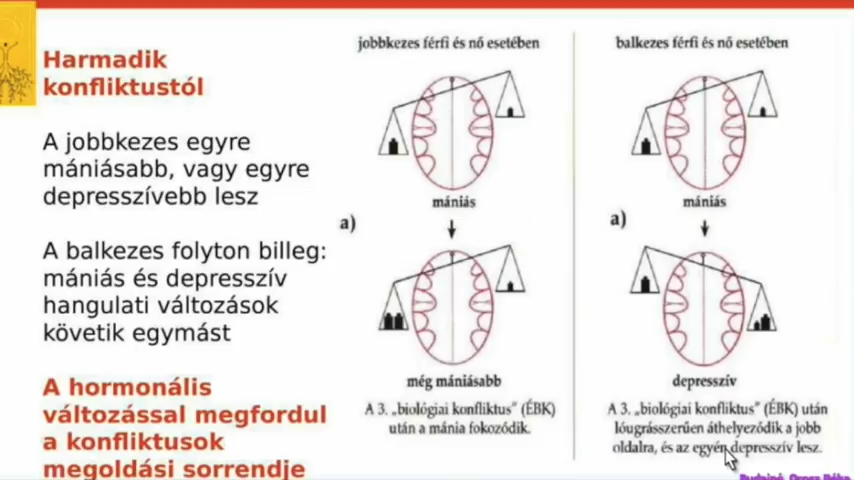 Harmadik
konfliktustól
A jobbkezes egyre
mániásabb, vagy egyre
depresszívebb lesz
A balkezes folyton billeg:
mániás és depresszív
hangulati változások
követik egymást
A hormonális
változással megfordul
a konfliktusok
megoldási sorrendje
jobbkezes férfi és nő esetében
mániás
a)
még mániásabb
A 3. „biológiai konfliktus" (ÉBK)
után a mánia fokozódik.
balkezes férfi és nő esetében
mániás
a)
depresszív
A 3. „biológiai konfliktus" (ÉBK) után
lóugrásszerűen áthelyeződik a jobb
oldalra, és az egyén depresszív lesz.